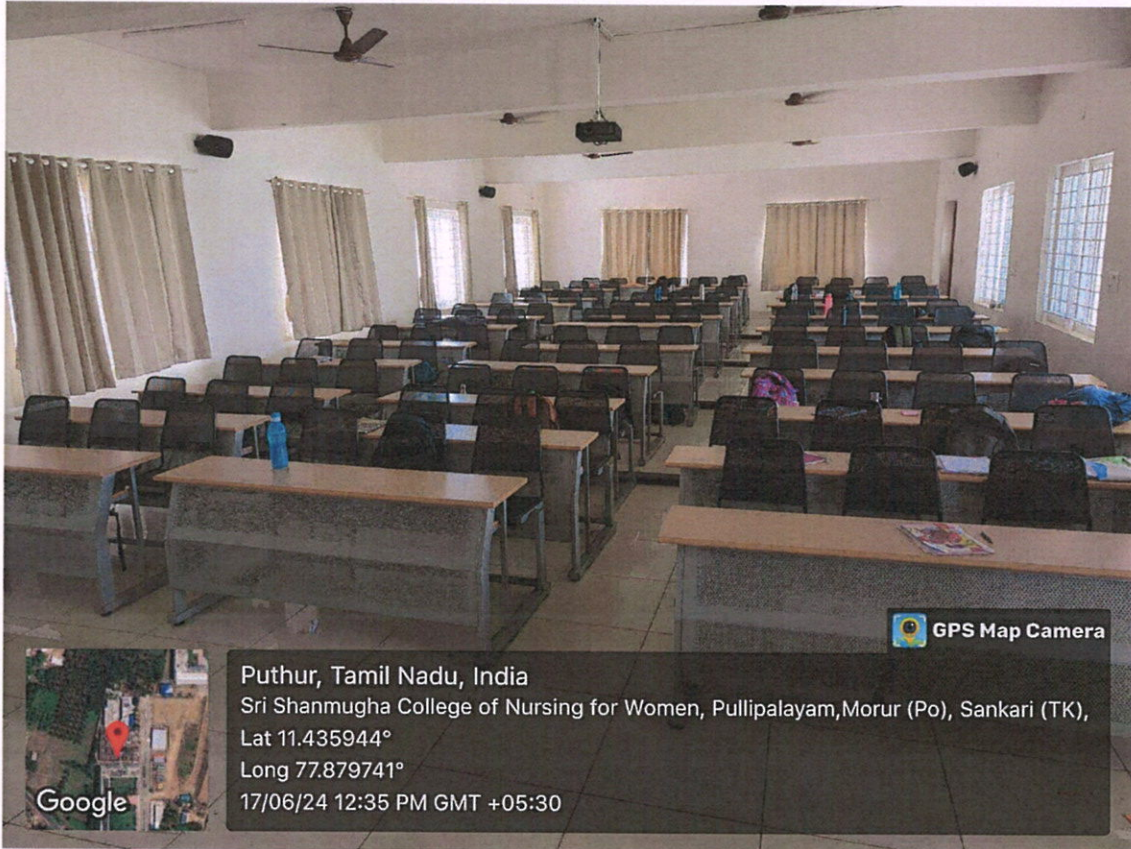 GPS Map Camera
Puthur, Tamil Nadu, India
Sri Shanmugha College of Nursing for Women, Pullipalayam,Morur (Po), Sankari (TK),
Lat 11.435944°
Long 77.879741°
17/06/24 12:35 PM GMT +05:30
Google